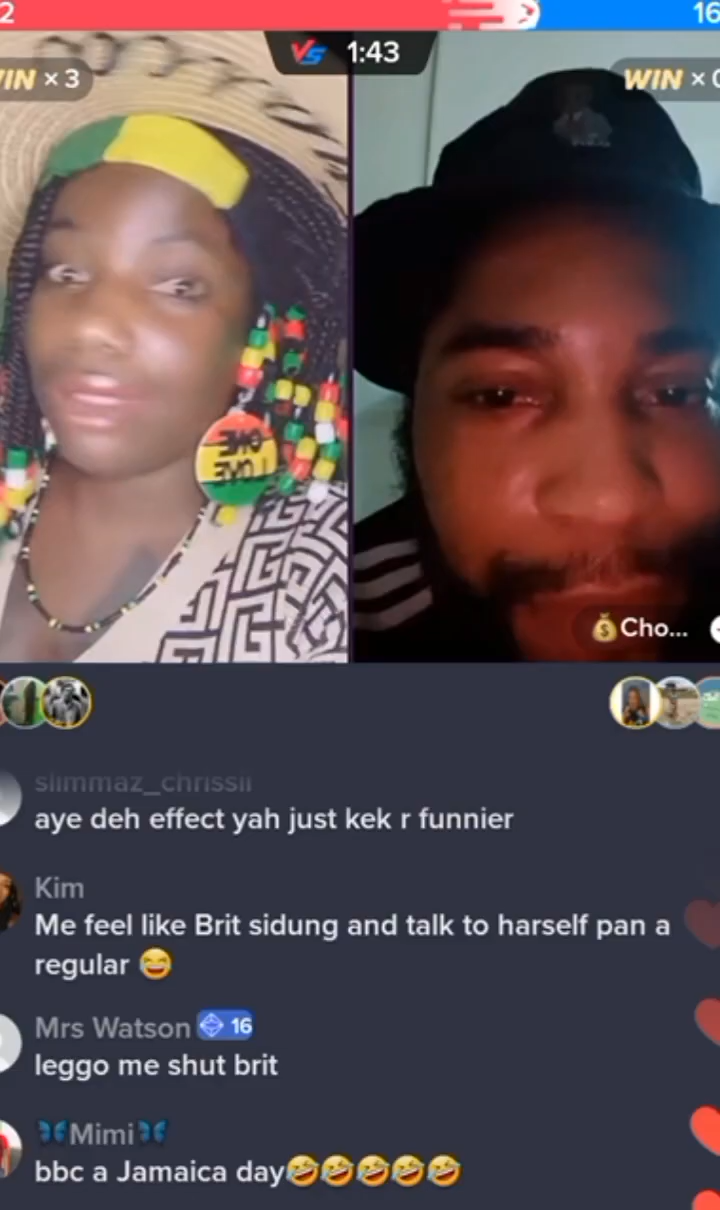 2
VS 1:43
16
WIN × 3
WIN × 0
ONE
LOVE
Cho...
slimmaz_chrissii
aye deh effect yah just kek r funnier
Kim
Me feel like Brit sidung and talk to harself pan a
regular 😂
Mrs Watson 16
leggo me shut brit
🦋Mimi🦋
bbc a Jamaica day🤣🤣🤣🤣🤣